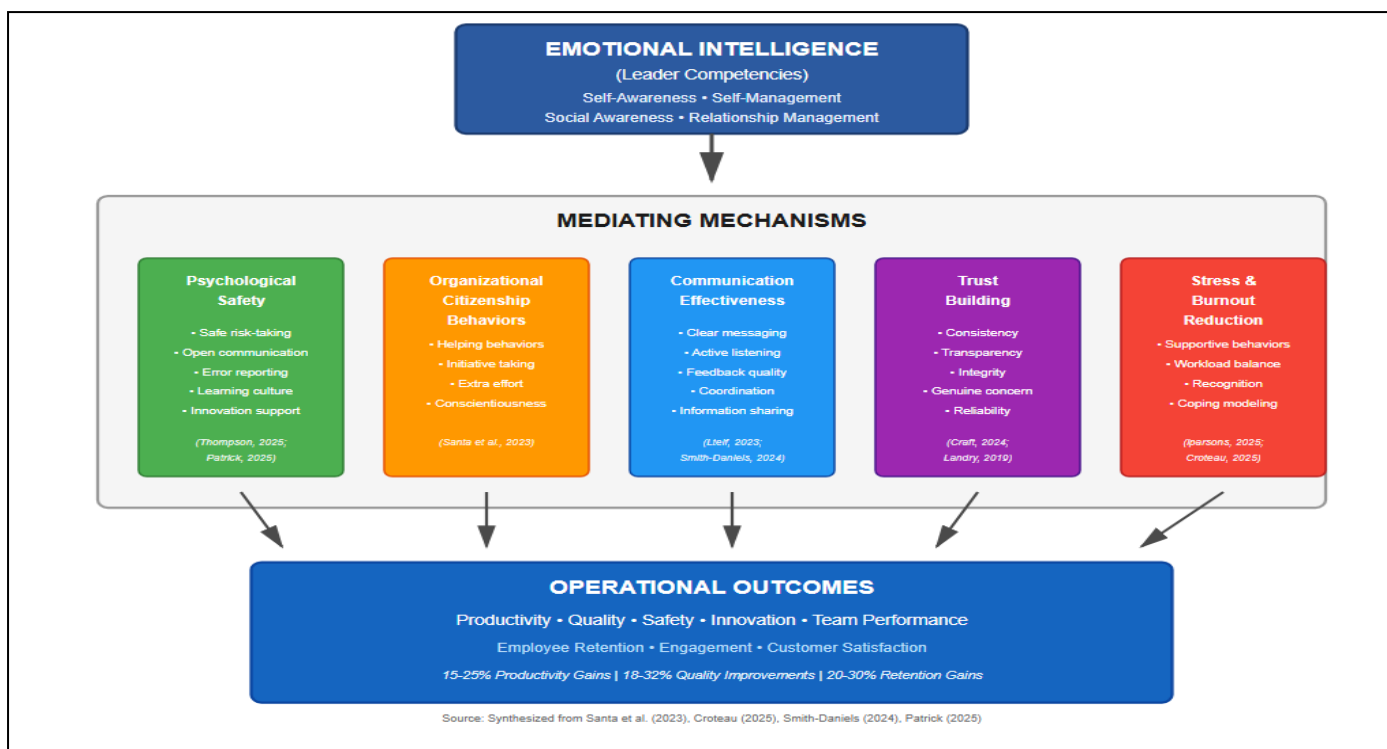 EMOTIONAL INTELLIGENCE
(Leader Competencies)
Self-Awareness • Self-Management
Social Awareness • Relationship Management
MEDIATING MECHANISMS
Psychological
Safety
- Safe risk-taking
- Open communication
- Error reporting
- Learning culture
- Innovation support
(Thompson, 2025;
Patrick, 2025)
Organizational
Citizenship
Behaviors
- Helping behaviors
- Initiative taking
- Extra effort
- Conscientiousness
(Santa et al., 2023)
Communication
Effectiveness
- Clear messaging
- Active listening
- Feedback quality
- Coordination
- Information sharing
(Lteif, 2023;
Smith-Daniels, 2024)
Trust
Building
- Consistency
- Transparency
- Integrity
- Genuine concern
- Reliability
(Craft, 2024;
Landry, 2019)
Stress &
Burnout
Reduction
- Supportive behaviors
- Workload balance
- Recognition
- Coping modeling
(Iparsons, 2025;
Croteau, 2025)
OPERATIONAL OUTCOMES
Productivity • Quality • Safety • Innovation • Team Performance
Employee Retention • Engagement • Customer Satisfaction
15-25% Productivity Gains | 18-32% Quality Improvements | 20-30% Retention Gains
Source: Synthesized from Santa et al. (2023), Croteau (2025), Smith-Daniels (2024), Patrick (2025)